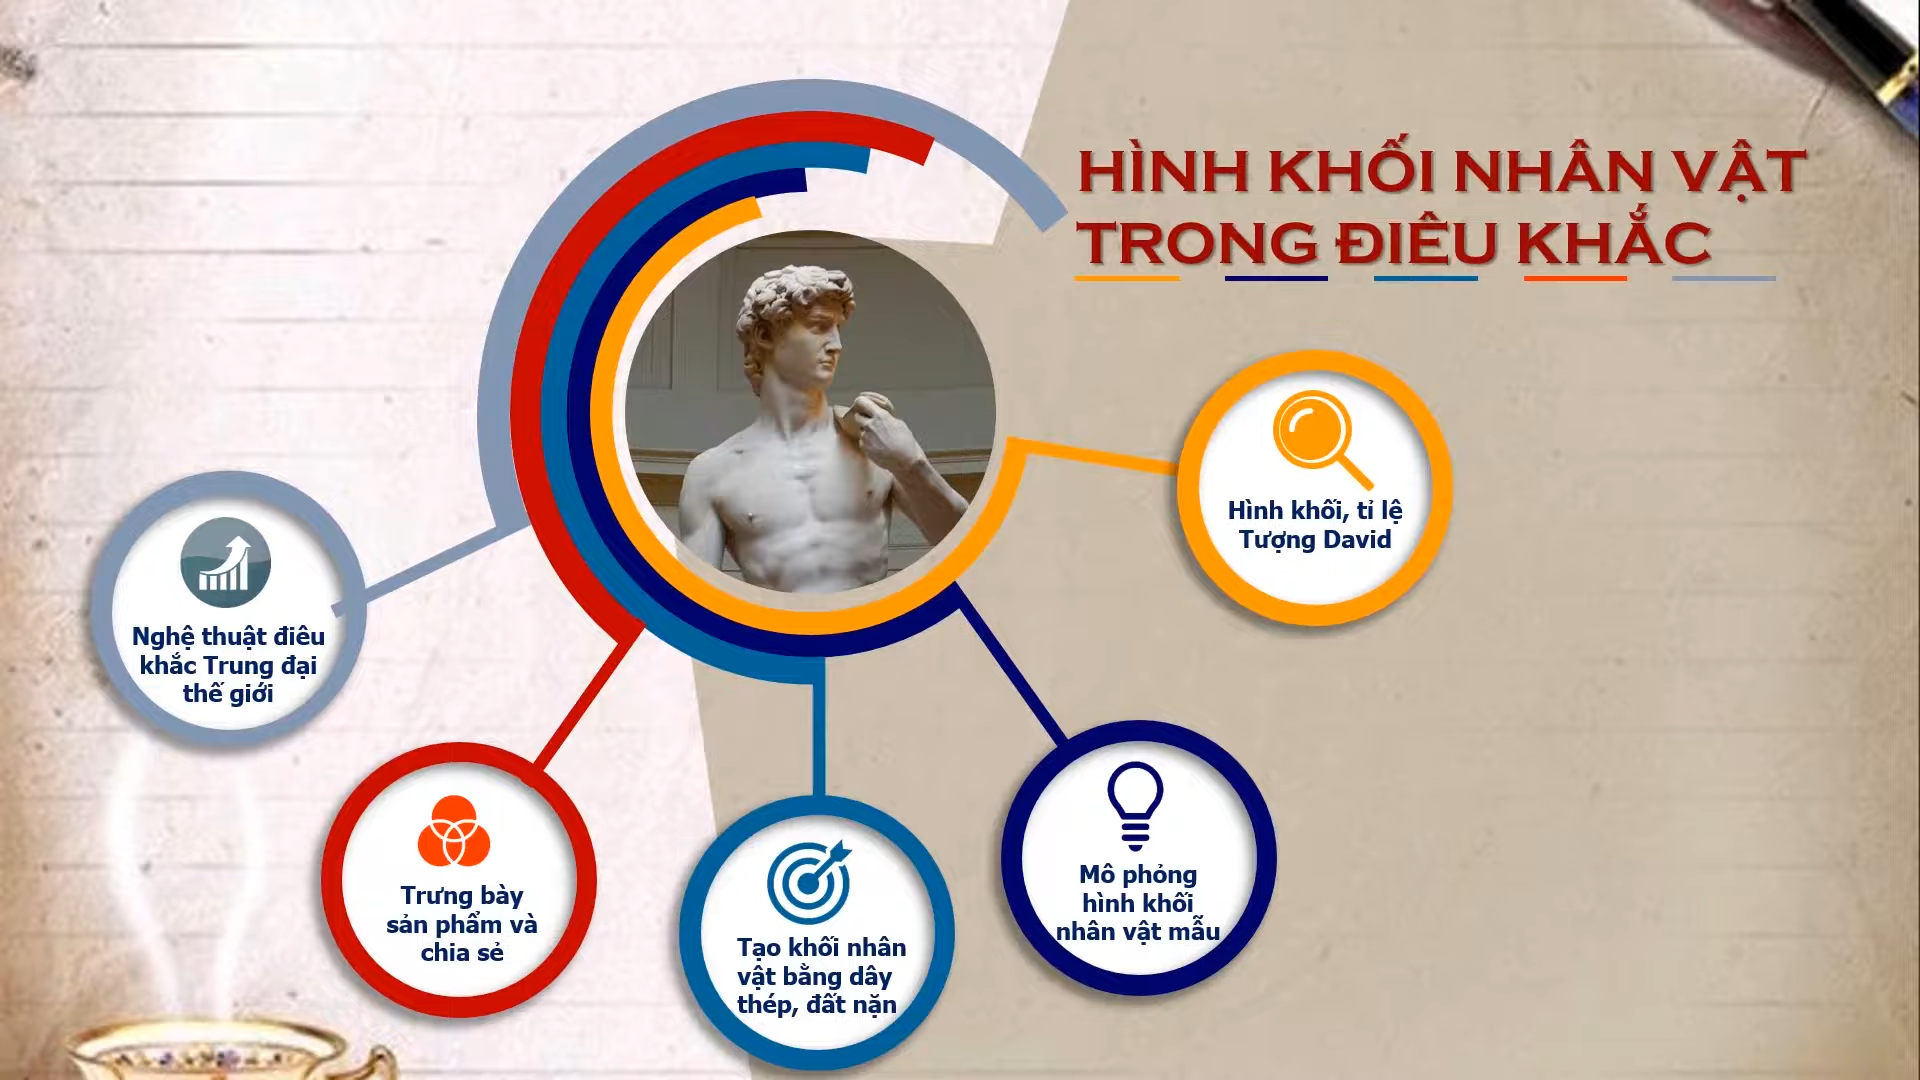 HÌNH KHỐI NHÂN VẬT
TRONG ĐIÊU KHẮC
Hình khối, tỉ lệ
Tượng David
Mô phỏng
hình khối
nhân vật mẫu
Tạo khối nhân
vật bằng dây
thép, đất nặn
Trưng bày
sản phẩm và
chia sẻ
Nghệ thuật điêu
khắc Trung đại
thế giới